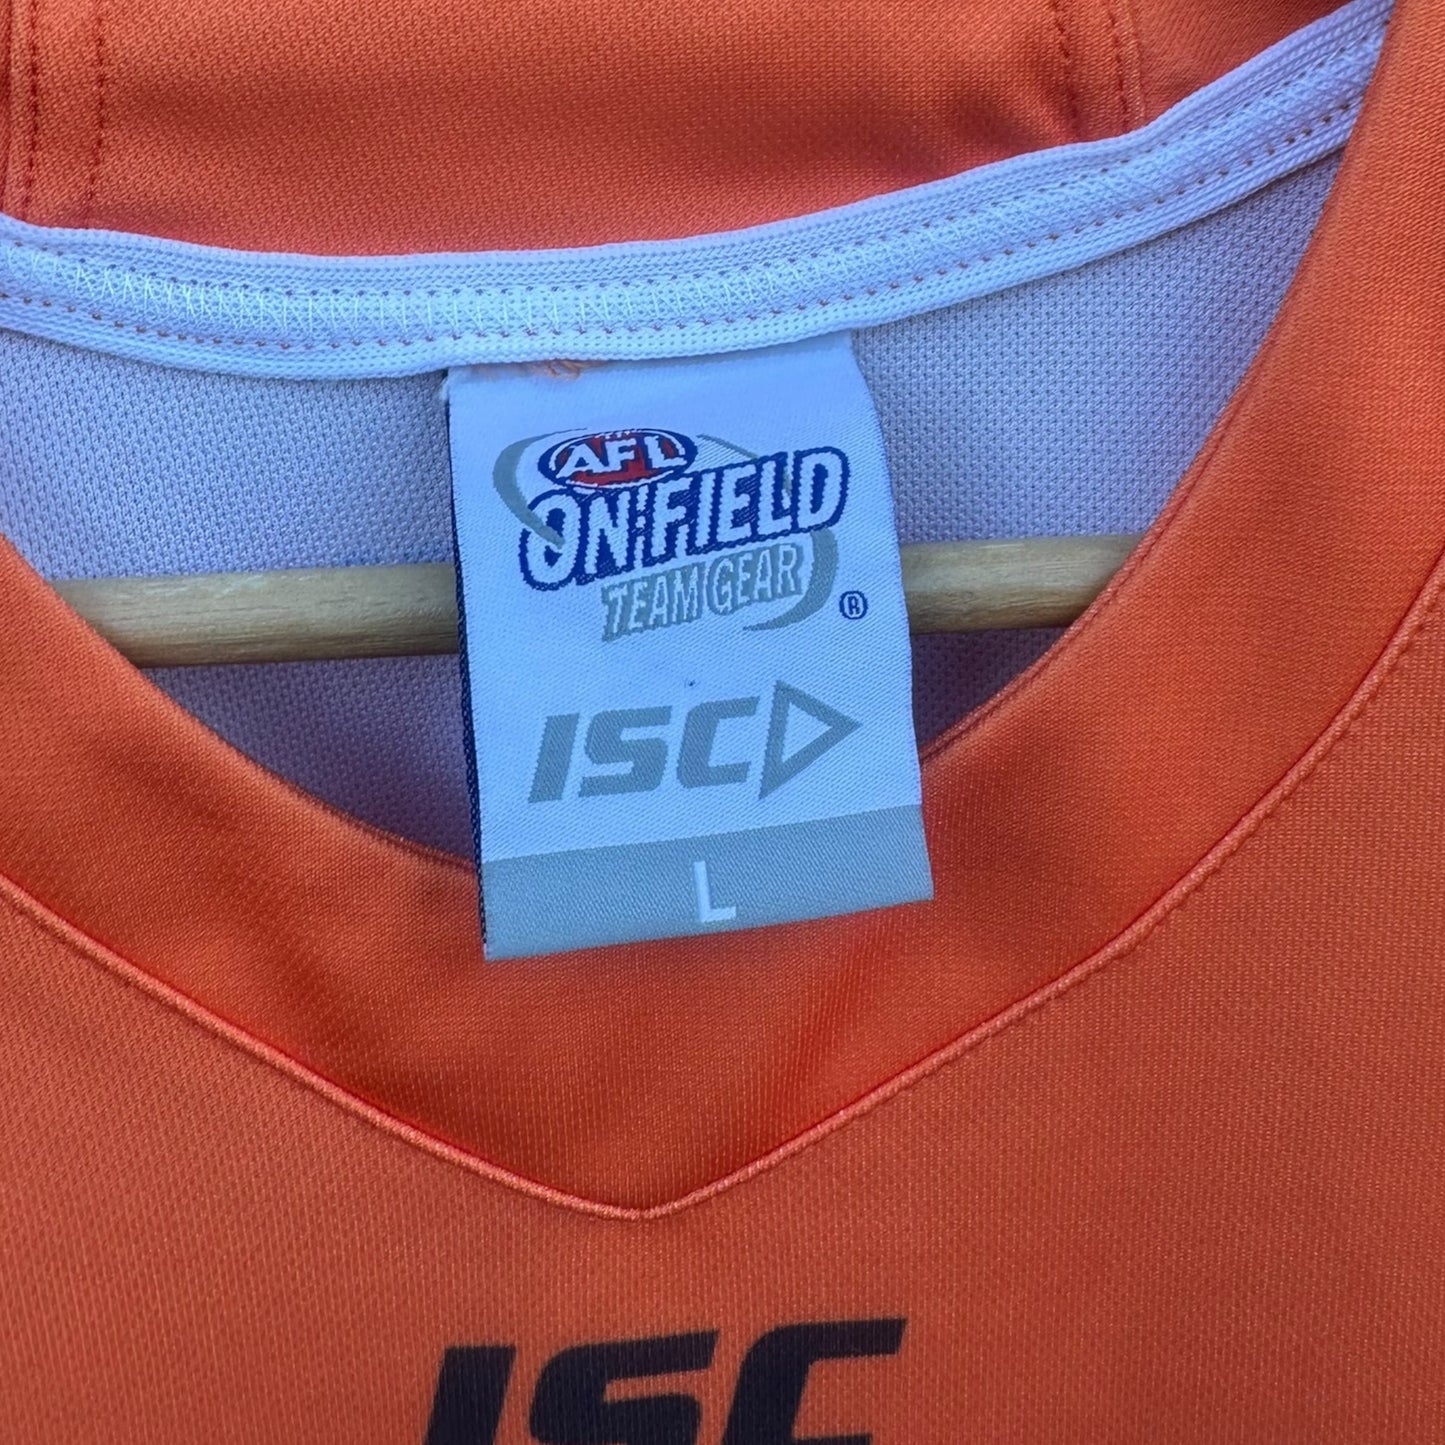 AFL
ON:FIELD
TEAM GEAR
®
ISC
L
ISC